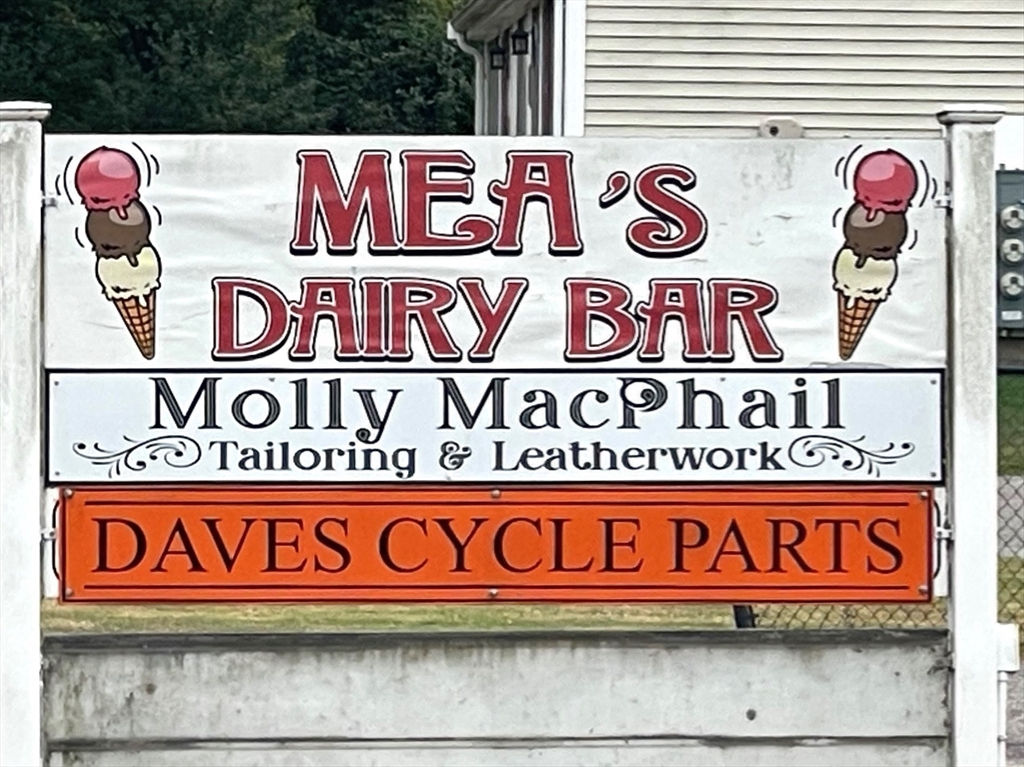 MEA'S
DAIRY BAR
Molly MacPhail
Tailoring & Leatherwork
DAVES CYCLE PARTS